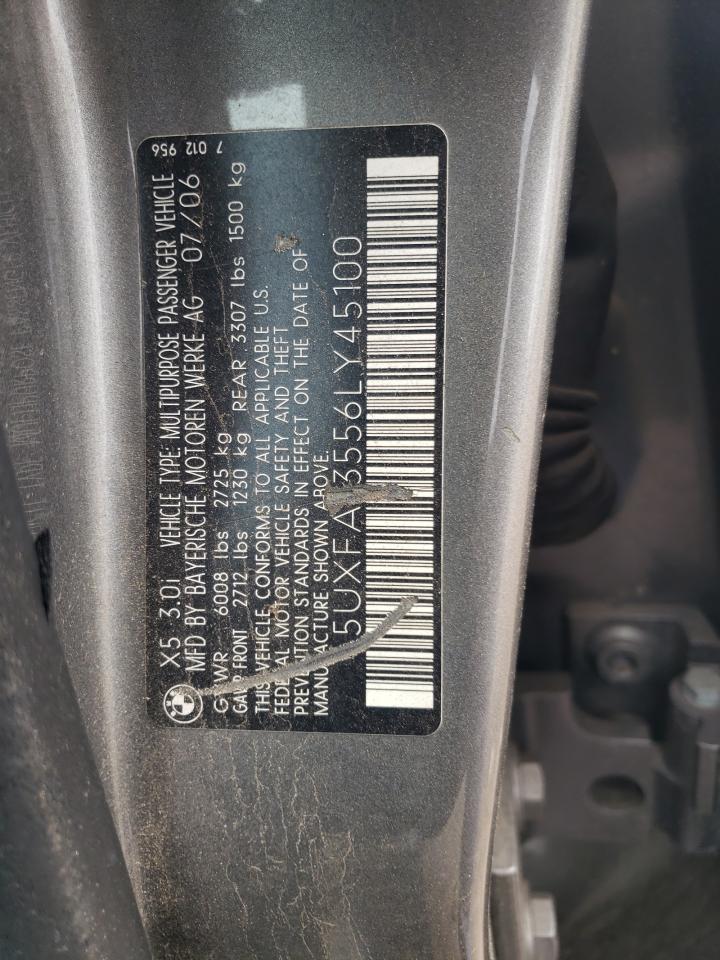 7 012 956
X5 3.0i VEHICLE TYPE: MULTIPURPOSE PASSENGER VEHICLE
MFD BY BAYERISCHE MOTOREN WERKE AG 07/06
GVWR 6008 lbs 2725 kg
GAWR FRONT 2712 lbs 1230 kg REAR 3307 lbs 1500 kg
THIS VEHICLE CONFORMS TO ALL APPLICABLE U.S.
FEDERAL MOTOR VEHICLE SAFETY AND THEFT
PREVENTION STANDARDS IN EFFECT ON THE DATE OF
MANUFACTURE SHOWN ABOVE.
5UXFA13556LY45100